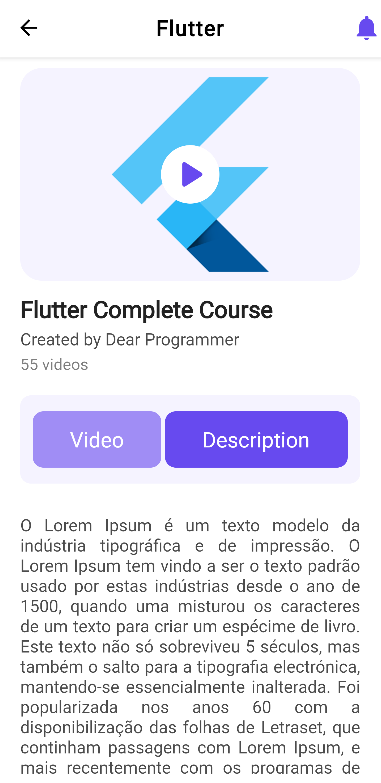 Flutter
Flutter Complete Course
Created by Dear Programmer
55 videos
Video
Description
O Lorem Ipsum é um texto modelo da
indústria tipográfica e de impressão. O
Lorem Ipsum tem vindo a ser o texto padrão
usado por estas indústrias desde o ano de
1500, quando uma misturou os caracteres
de um texto para criar um espécime de livro.
Este texto não só sobreviveu 5 séculos, mas
também o salto para a tipografia electrónica,
mantendo-se essencialmente inalterada. Foi
popularizada nos anos 60 com a
disponibilização das folhas de Letraset, que
continham passagens com Lorem Ipsum, e
mais recentemente com os programas de